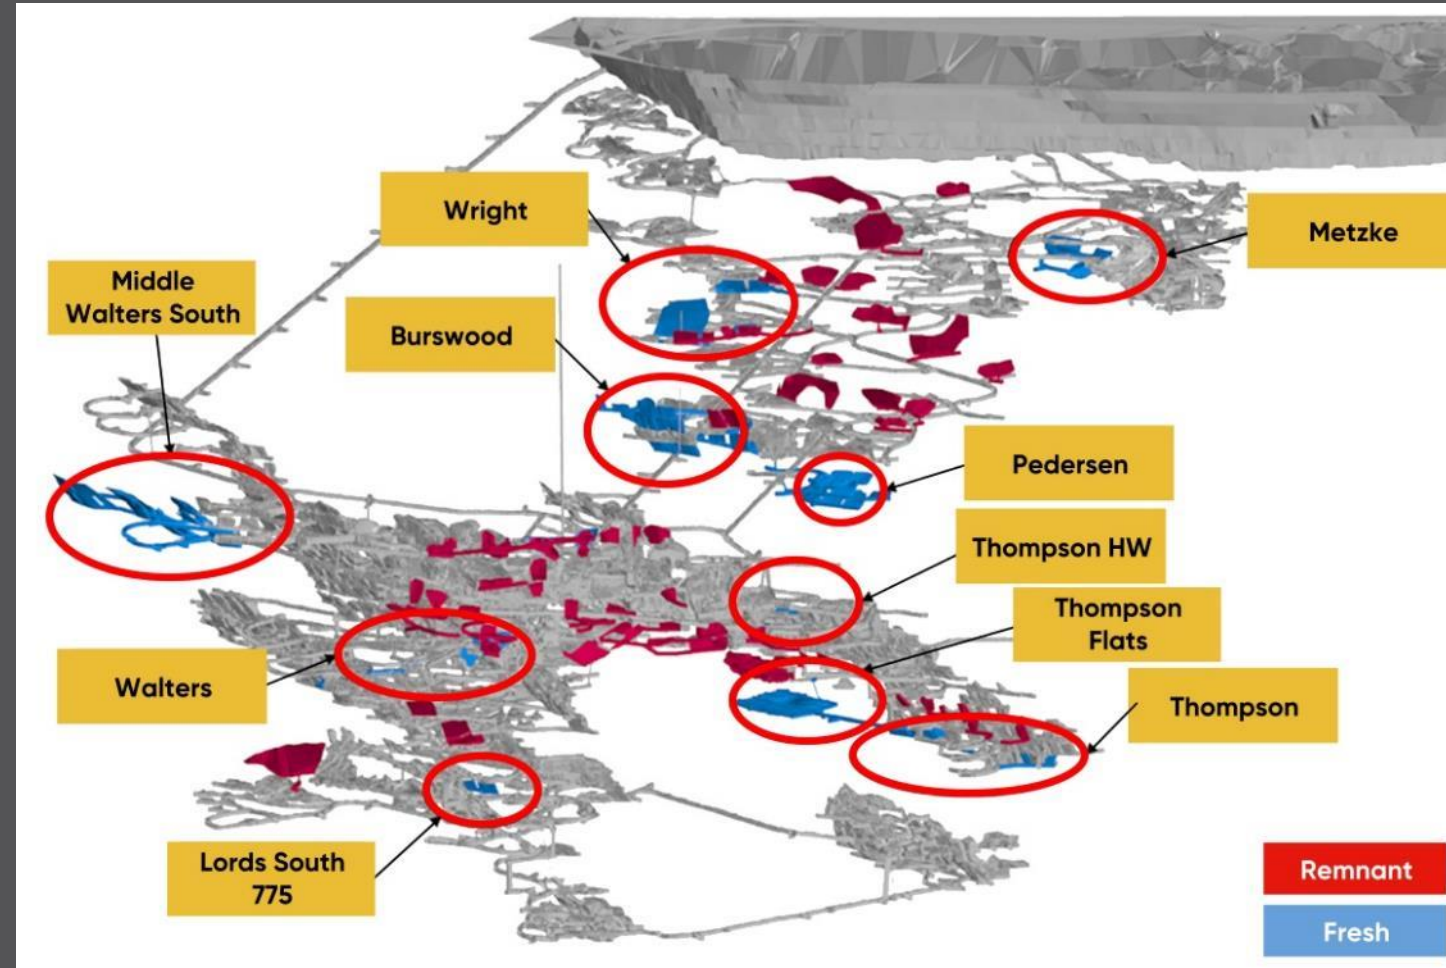 Wright
Metzke
Middle
Walters South
Burswood
Pedersen
Thompson HW
Thompson
Flats
Walters
Thompson
Lords South
775
Remnant
Fresh